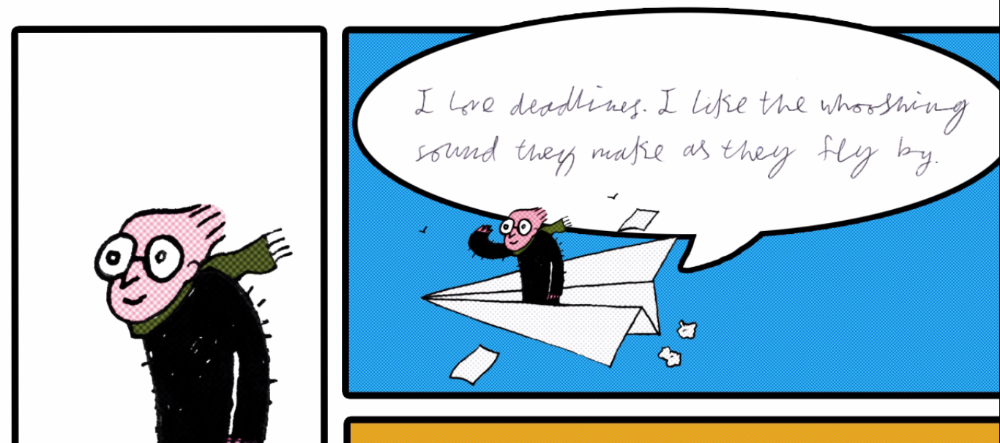 I love deadlines. I like the whooshing
sound they make as they fly by.